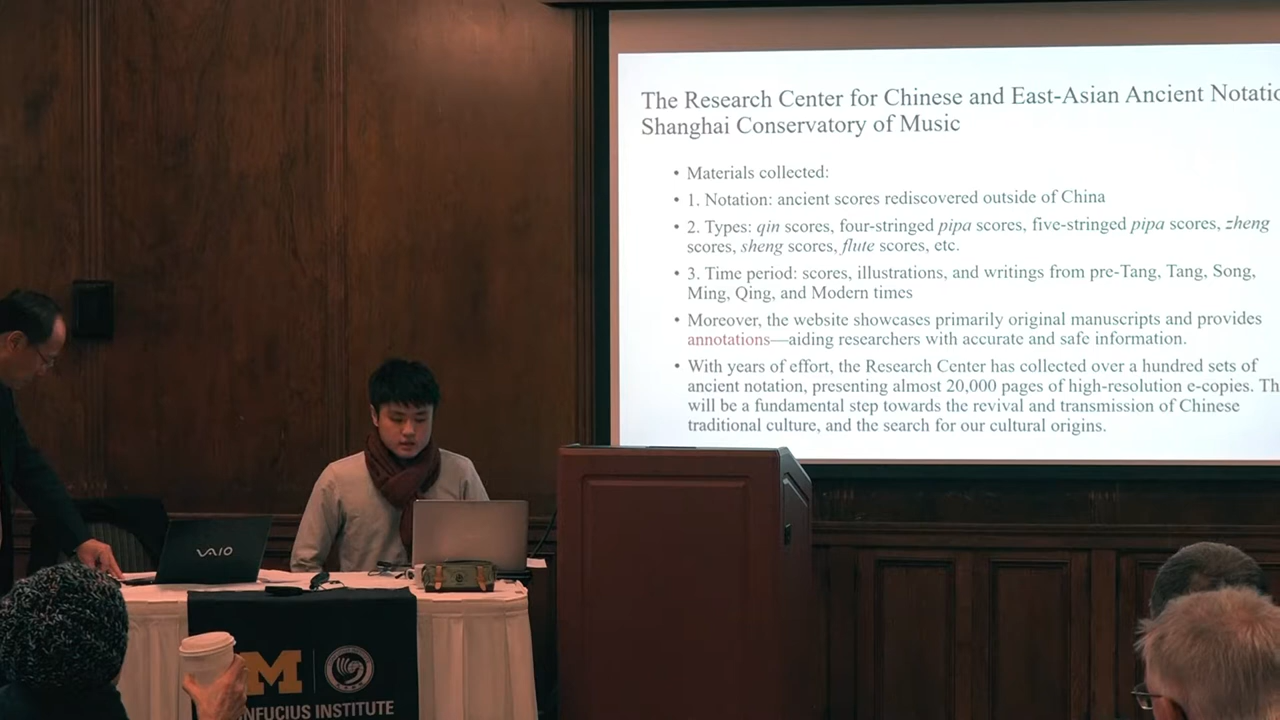 The Research Center for Chinese and East-Asian Ancient
Shanghai Conservatory of Music
• Materials collected:
• 1. Notation: ancient scores rediscovered outside of China
• 2. Types: qin scores, four-stringed pipa scores, five-stringed pipa scores, zheng
scores, sheng scores, flute scores, etc.
• 3. Time period: scores, illustrations, and writings from pre-Tang, Tang, Song,
Ming, Qing, and Modern times
• Moreover, the website showcases primarily original manuscripts and provides
annotations—aiding researchers with accurate and safe information.
• With years of effort, the Research Center has collected over a hundred sets of
ancient notation, presenting almost 20,000 pages of high-resolution e-copies.
will be a fundamental step towards the revival and transmission of Chinese
traditional culture, and the search for our cultural origins.
VAIO
M
INSTITUTE